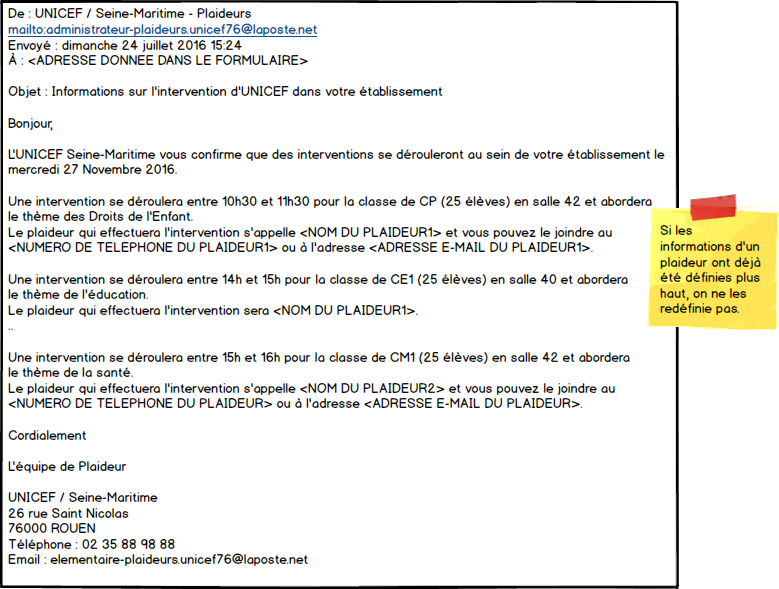 De : UNICEF / Seine-Maritime - Plaideurs
mailto:administrateur-plaideurs.unicef76@laposte.net
Envoyé : dimanche 24 juillet 2016 15:24
À : <ADRESSE DONNEE DANS LE FORMULAIRE>
Objet : Informations sur l'intervention d'UNICEF dans votre établissement
Bonjour,
L'UNICEF Seine-Maritime vous confirme que des interventions se dérouleront au sein de votre établissement le
mercredi 27 Novembre 2016.
Une intervention se déroulera entre 10h30 et 11h30 pour la classe de CP (25 élèves) en salle 42 et abordera
le thème des Droits de l'Enfant.
Le plaideur qui effectuera l'intervention s'appelle <NOM DU PLAIDEUR1> et vous pouvez le joindre au
<NUMERO DE TELEPHONE DU PLAIDEUR1> ou à l'adresse <ADRESSE E-MAIL DU PLAIDEUR1>.
Une intervention se déroulera entre 14h et 15h pour la classe de CE1 (25 élèves) en salle 40 et abordera
le thème de l'éducation.
Le plaideur qui effectuera l'intervention sera <NOM DU PLAIDEUR1>.
..
Une intervention se déroulera entre 15h et 16h pour la classe de CM1 (25 élèves) en salle 42 et abordera
le thème de la santé.
Le plaideur qui effectuera l'intervention s'appelle <NOM DU PLAIDEUR2> et vous pouvez le joindre au
<NUMERO DE TELEPHONE DU PLAIDEUR> ou à l'adresse <ADRESSE E-MAIL DU PLAIDEUR>.
Cordialement
L'équipe de Plaideur
UNICEF / Seine-Maritime
26 rue Saint Nicolas
76000 ROUEN
Téléphone : 02 35 88 98 88
Email : elementaire-plaideurs.unicef76@laposte.net
Si les
informations d'un
plaideur ont déjà
été définies plus
haut, on ne les
redéfinie pas.